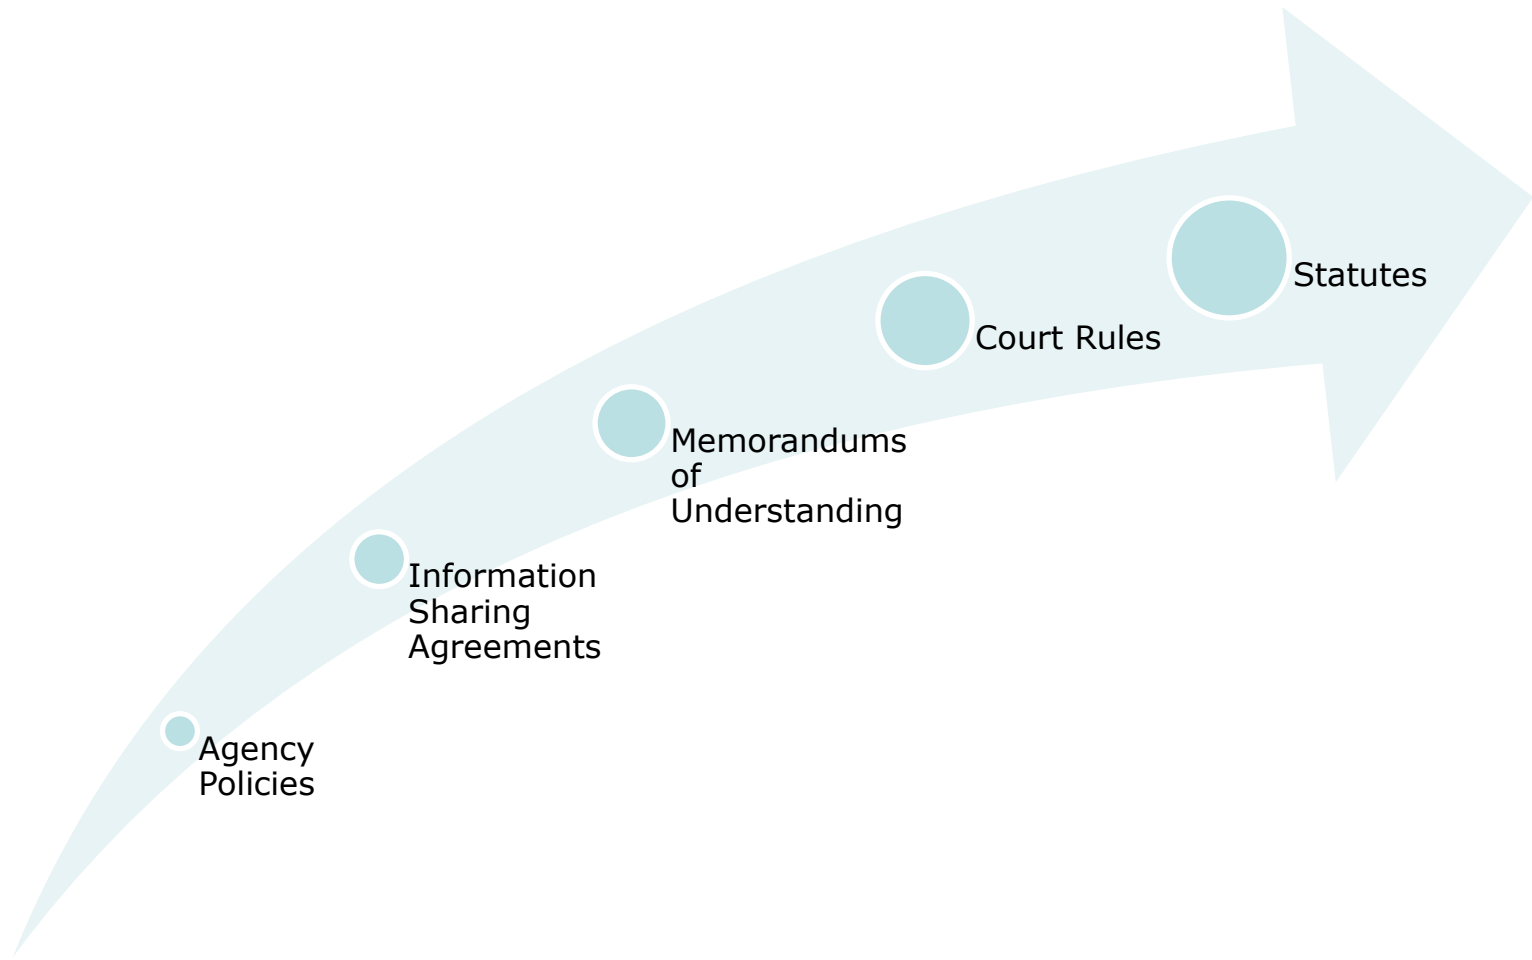 Statutes
Court Rules
Memorandums
of
Understanding
Information
Sharing
Agreements
Agency
Policies